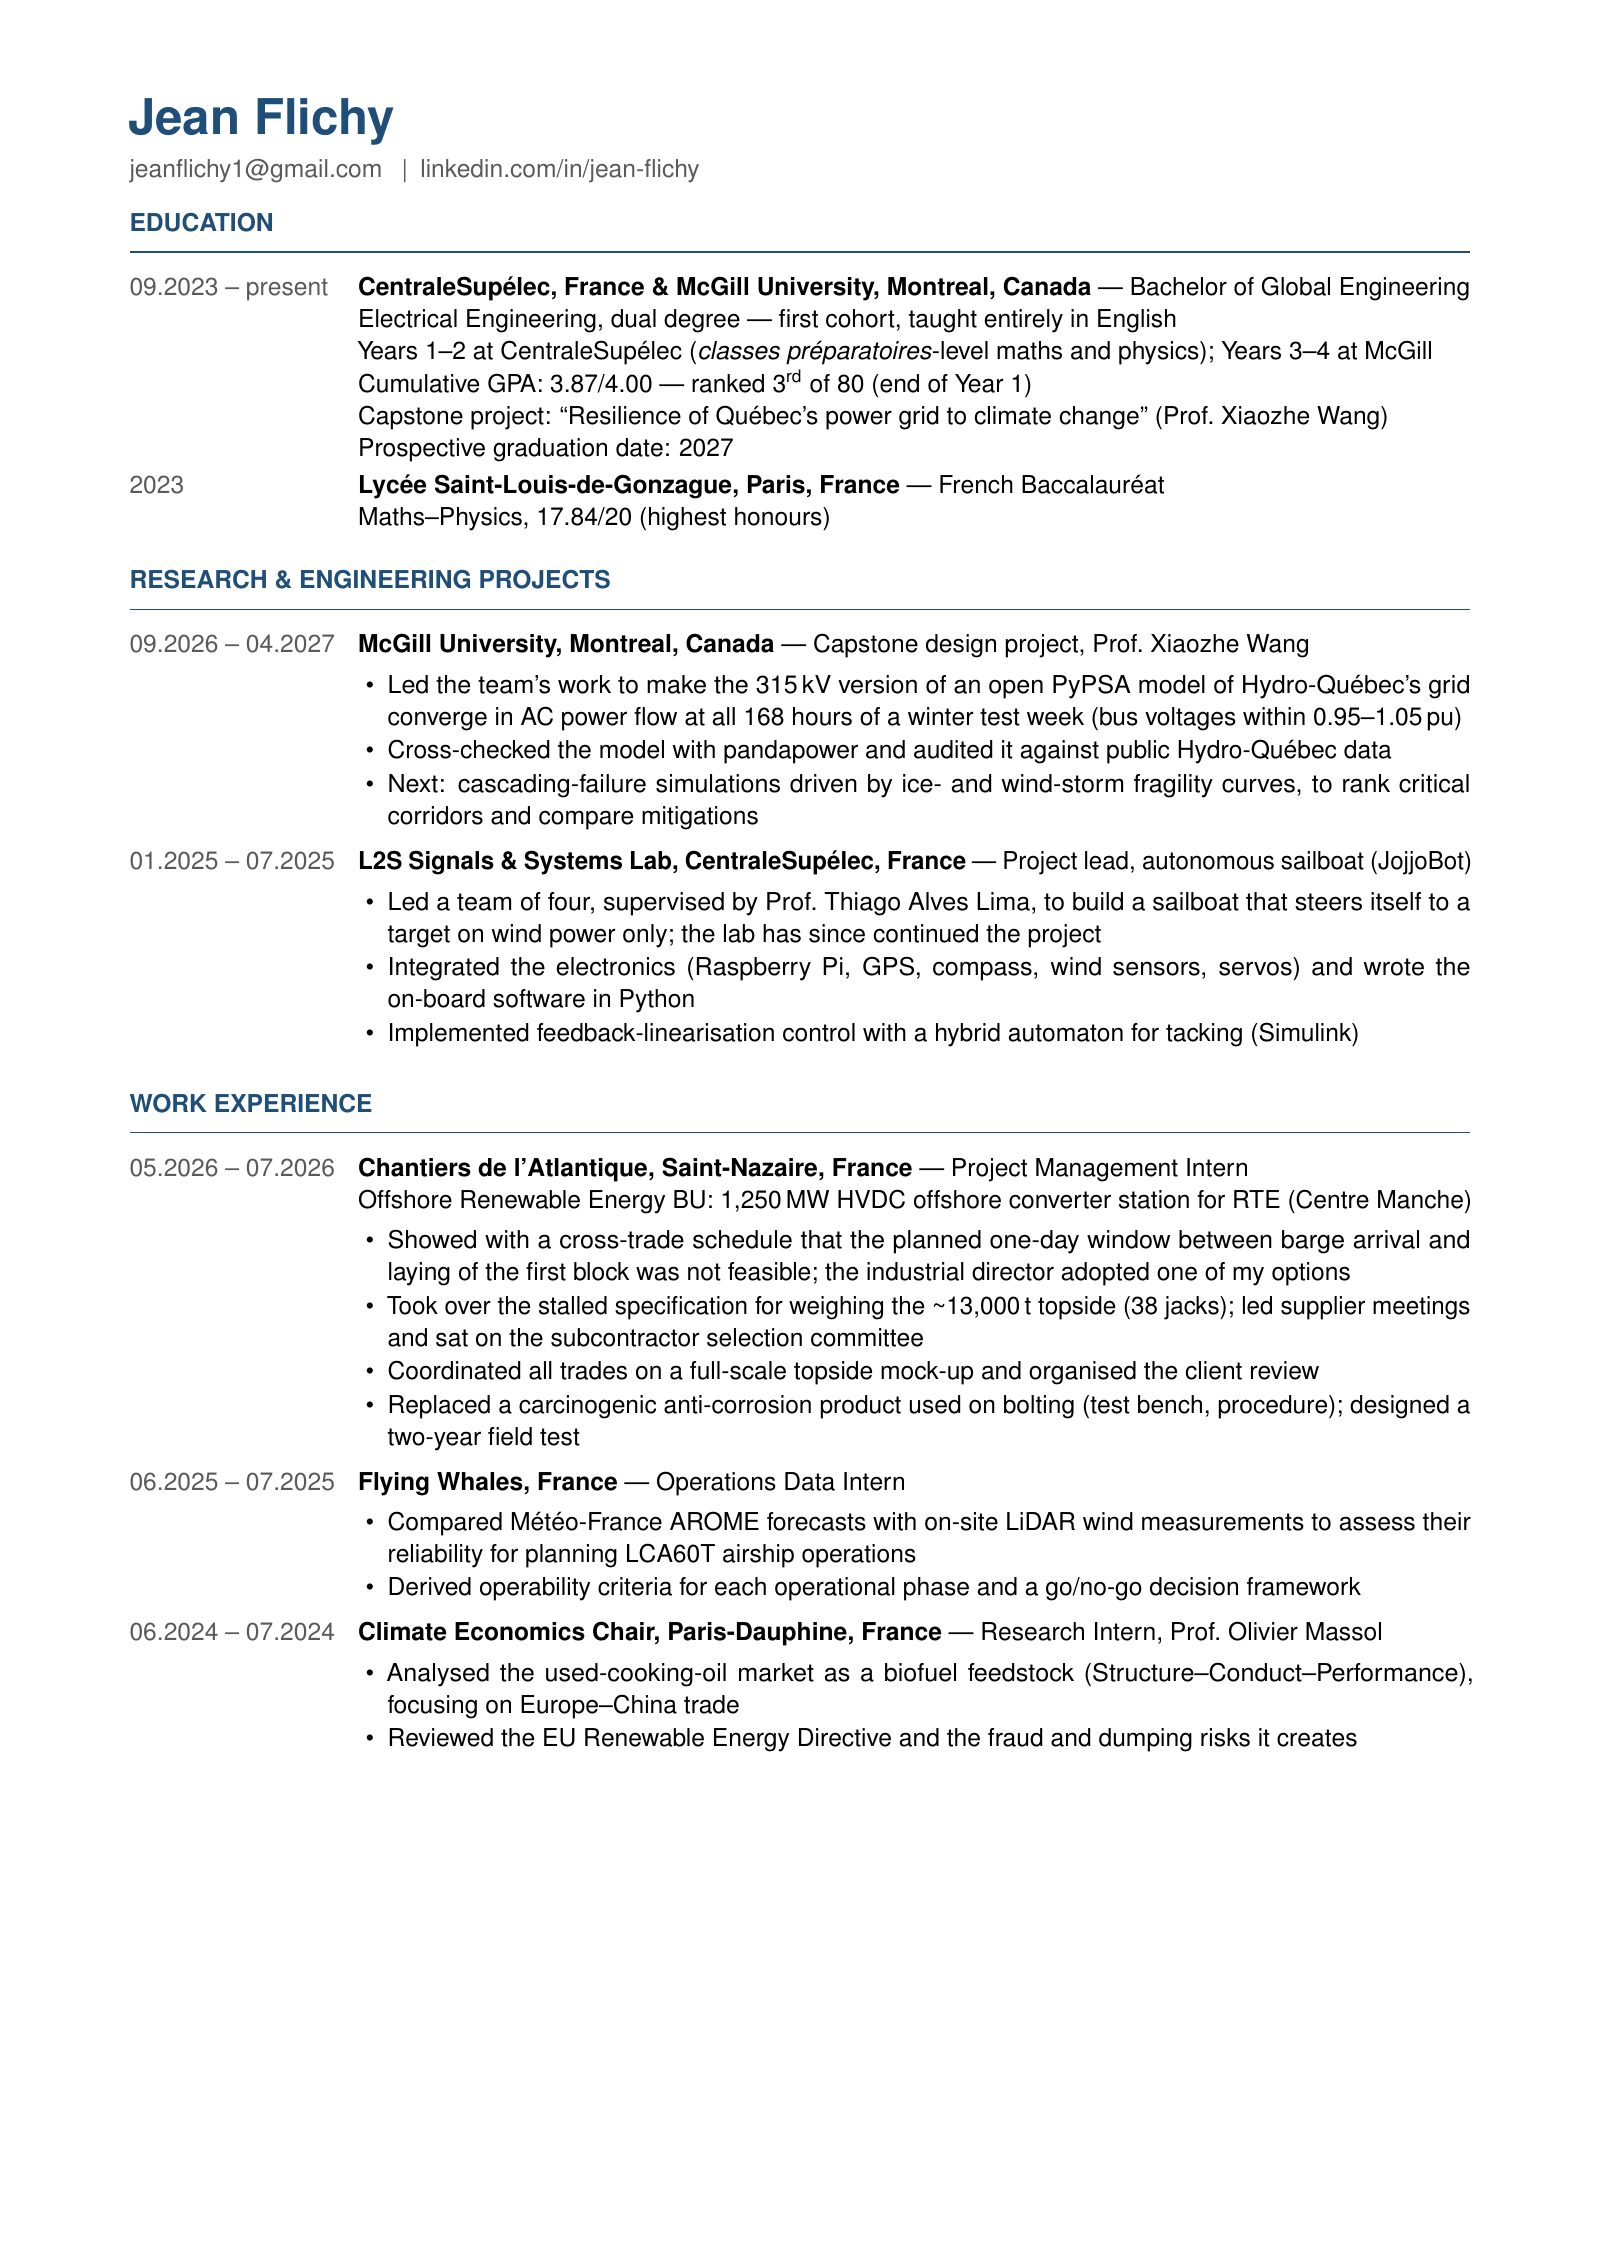 Jean Flichy
jeanflichy1@gmail.com | linkedin.com/in/jean-flichy
EDUCATION
09.2023 – present CentraleSupélec, France & McGill University, Montreal, Canada — Bachelor of Global Engineering
Electrical Engineering, dual degree — first cohort, taught entirely in English
Years 1–2 at CentraleSupélec (classes préparatoires-level maths and physics); Years 3–4 at McGill
Cumulative GPA: 3.87/4.00 — ranked 3rd of 80 (end of Year 1)
Capstone project: “Resilience of Québec’s power grid to climate change” (Prof. Xiaozhe Wang)
Prospective graduation date: 2027
2023 Lycée Saint-Louis-de-Gonzague, Paris, France — French Baccalauréat
Maths–Physics, 17.84/20 (highest honours)
RESEARCH & ENGINEERING PROJECTS
09.2026 – 04.2027 McGill University, Montreal, Canada — Capstone design project, Prof. Xiaozhe Wang
• Led the team’s work to make the 315 kV version of an open PyPSA model of Hydro-Québec’s grid
converge in AC power flow at all 168 hours of a winter test week (bus voltages within 0.95–1.05 pu)
• Cross-checked the model with pandapower and audited it against public Hydro-Québec data
• Next: cascading-failure simulations driven by ice- and wind-storm fragility curves, to rank critical
corridors and compare mitigations
01.2025 – 07.2025 L2S Signals & Systems Lab, CentraleSupélec, France — Project lead, autonomous sailboat (JojjoBot)
• Led a team of four, supervised by Prof. Thiago Alves Lima, to build a sailboat that steers itself to a
target on wind power only; the lab has since continued the project
• Integrated the electronics (Raspberry Pi, GPS, compass, wind sensors, servos) and wrote the
on-board software in Python
• Implemented feedback-linearisation control with a hybrid automaton for tacking (Simulink)
WORK EXPERIENCE
05.2026 – 07.2026 Chantiers de l’Atlantique, Saint-Nazaire, France — Project Management Intern
Offshore Renewable Energy BU: 1,250 MW HVDC offshore converter station for RTE (Centre Manche)
• Showed with a cross-trade schedule that the planned one-day window between barge arrival and
laying of the first block was not feasible; the industrial director adopted one of my options
• Took over the stalled specification for weighing the ~13,000 t topside (38 jacks); led supplier meetings
and sat on the subcontractor selection committee
• Coordinated all trades on a full-scale topside mock-up and organised the client review
• Replaced a carcinogenic anti-corrosion product used on bolting (test bench, procedure); designed a
two-year field test
06.2025 – 07.2025 Flying Whales, France — Operations Data Intern
• Compared Météo-France AROME forecasts with on-site LiDAR wind measurements to assess their
reliability for planning LCA60T airship operations
• Derived operability criteria for each operational phase and a go/no-go decision framework
06.2024 – 07.2024 Climate Economics Chair, Paris-Dauphine, France — Research Intern, Prof. Olivier Massol
• Analysed the used-cooking-oil market as a biofuel feedstock (Structure–Conduct–Performance),
focusing on Europe–China trade
• Reviewed the EU Renewable Energy Directive and the fraud and dumping risks it creates